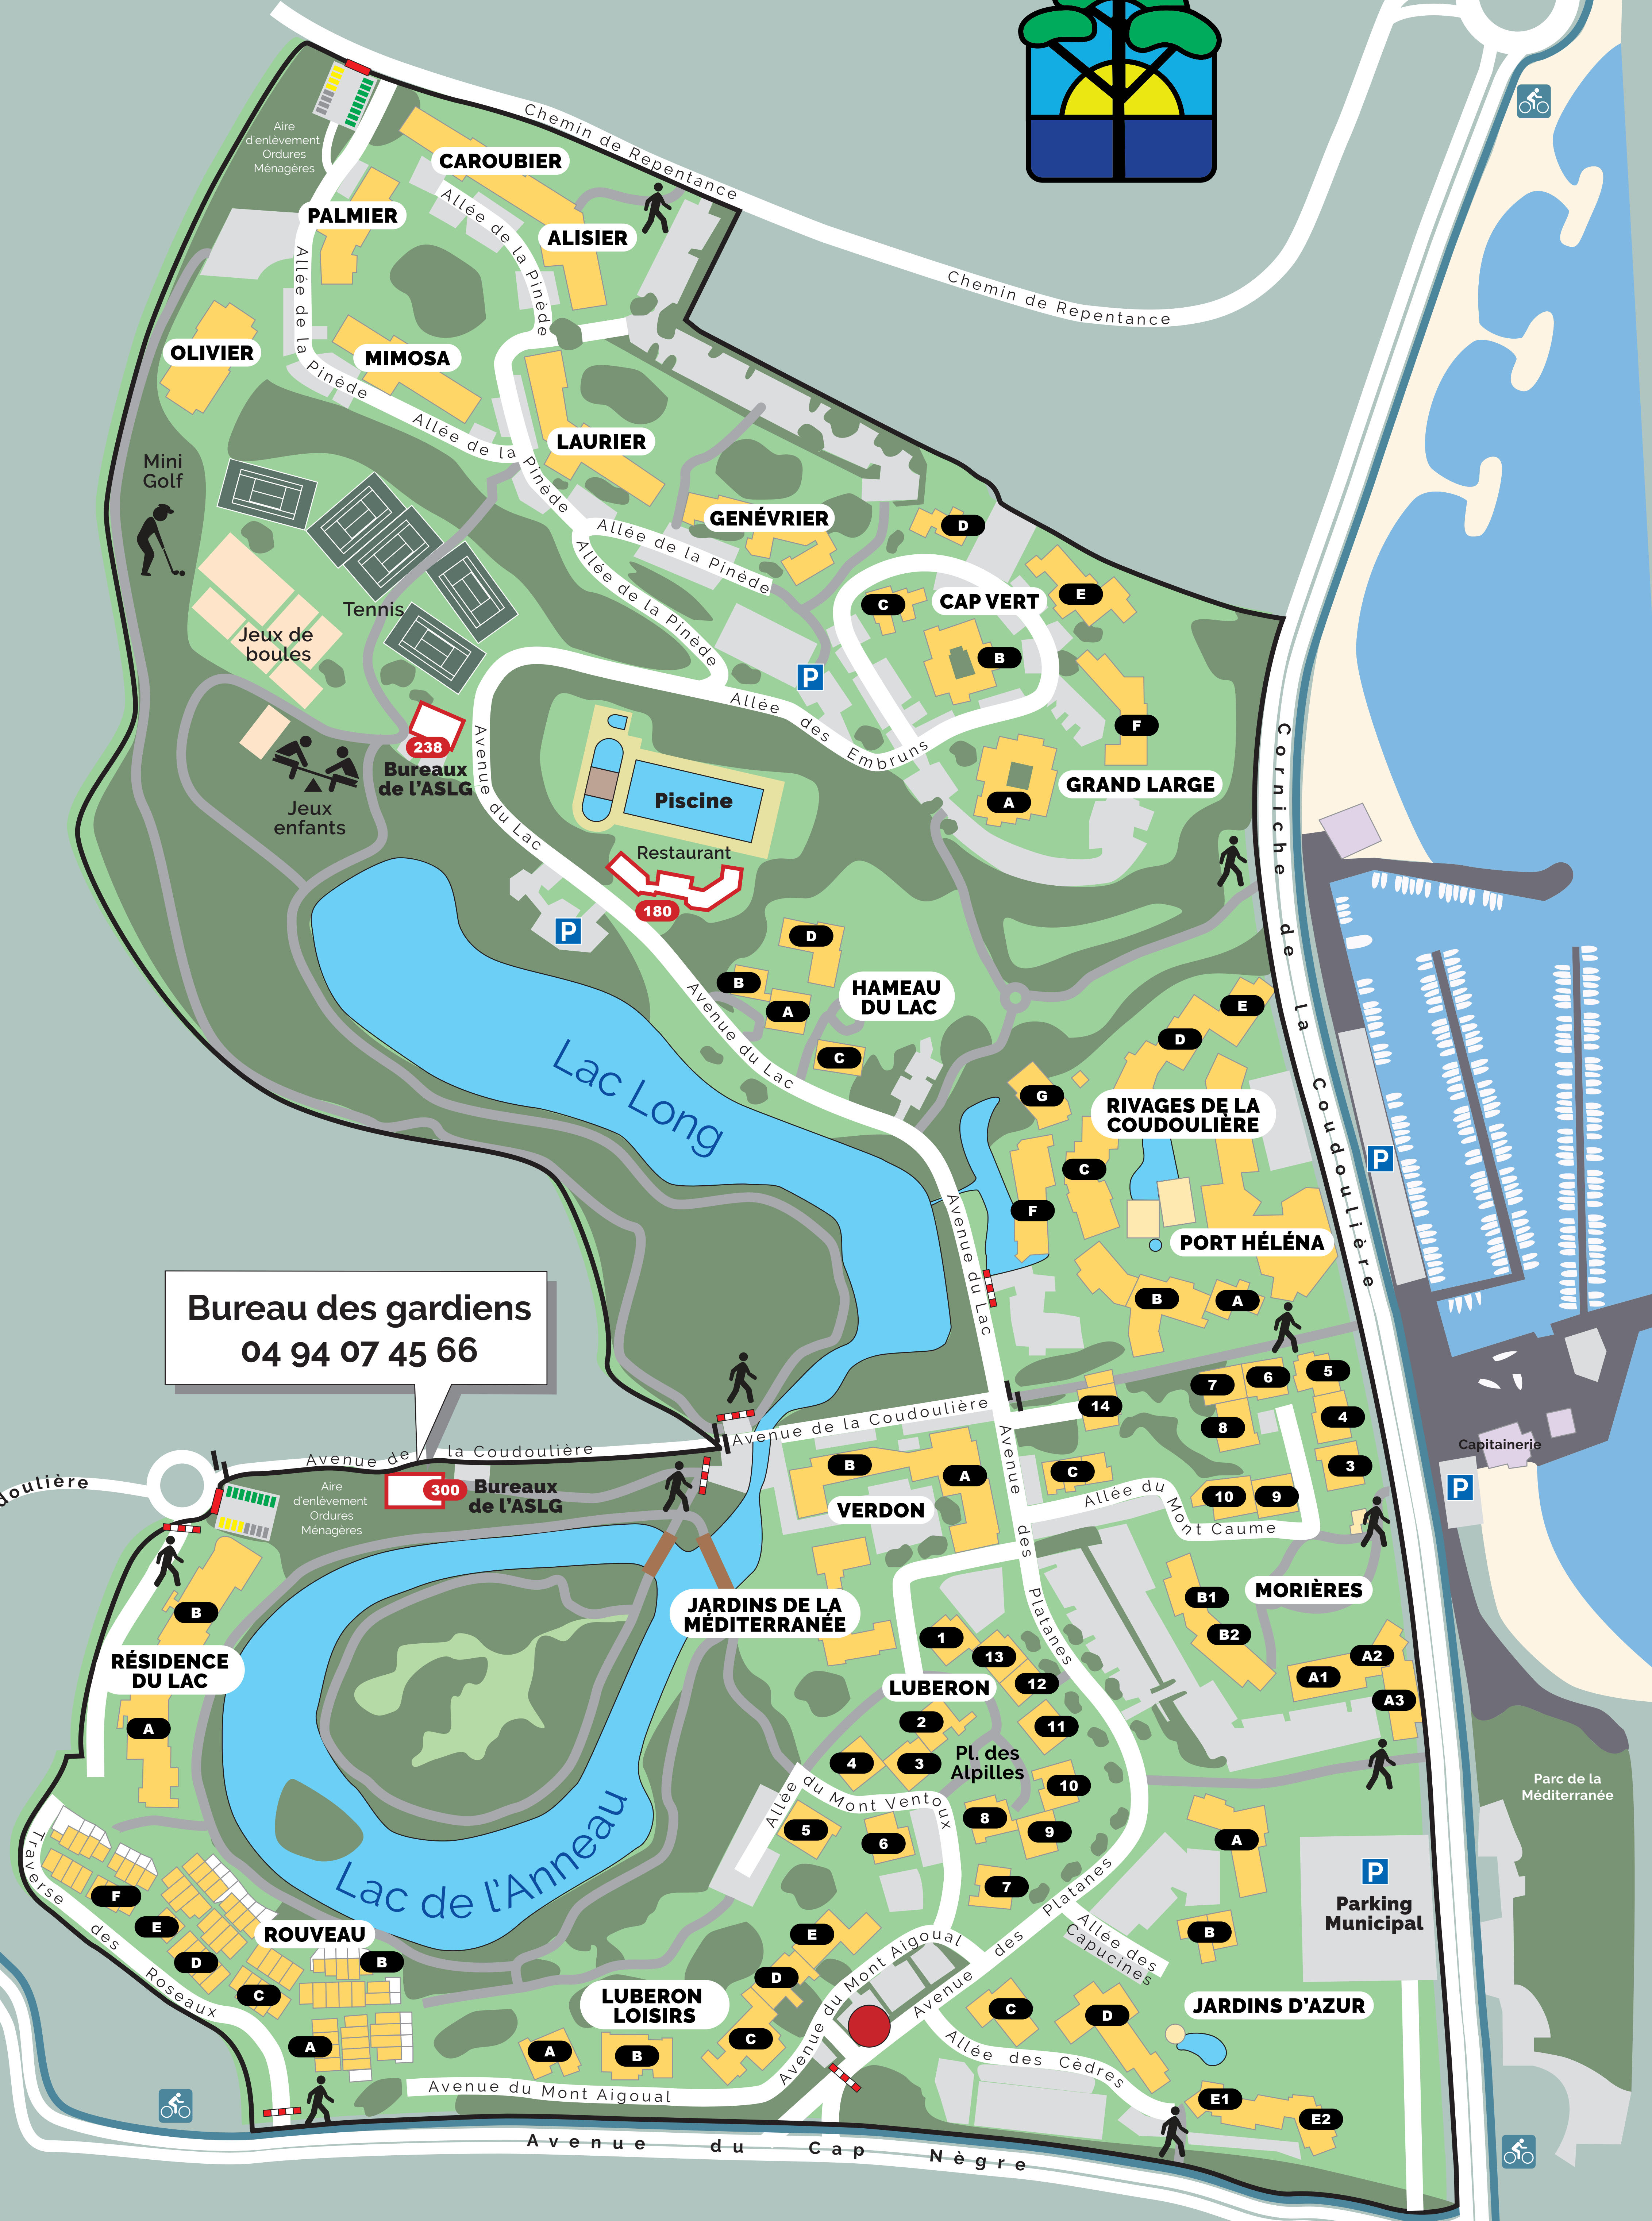 Chemin de Repentance
Aire
d'enlèvement
Ordures
Ménagères
CAROUBIER
PALMIER
Allée de la Pinède
ALISIER
Chemin de Repentance
Allée de la Pinède
OLIVIER
MIMOSA
Allée de la Pinède
LAURIER
Mini
Golf
GENÉVRIER
Allée de la Pinède
Allée de la Pinède
D
Tennis
C
CAP VERT
E
B
Jeux de
boules
P
Allée des Embruns
F
238
Bureaux
de l'ASLG
Avenue du Lac
Piscine
GRAND LARGE
A
Jeux
enfants
Restaurant
180
P
Corniche de la Coudoulière
D
B
A
HAMEAU
DU LAC
C
Avenue du Lac
Lac Long
E
D
G
RIVAGES DE LA
COUDOULIÈRE
C
F
P
Avenue du Lac
PORT HÉLÉNA
B
A
Bureau des gardiens
04 94 07 45 66
Avenue de la Coudoulière
Avenue de la Coudoulière
doulière
14
7
6
5
8
4
3
10
9
Capitainerie
P
Aire
d'enlèvement
Ordures
Ménagères
300
Bureaux
de l'ASLG
B
A
C
VERDON
Avenue des Platanes
Allée du Mont Caume
B
RÉSIDENCE
DU LAC
A
JARDINS DE LA
MÉDITERRANÉE
MORIÈRES
B1
B2
A1
A2
A3
1
13
12
LUBERON
2
11
4
3
Pl. des
Alpilles
10
Allée du Mont Ventoux
5
6
8
9
7
Parc de la
Méditerranée
Lac de l'Anneau
A
P
Parking
Municipal
B
Traverse des Roseaux
F
E
D
C
ROUVEAU
B
A
E
D
LUBERON
LOISIRS
C
A
B
Avenue du Mont Aigoual
Avenue du Mont Aigoual
Avenue des Platanes
Allée des
Capucines
C
D
JARDINS D'AZUR
Allée des Cèdres
E1
E2
Avenue du Cap Nègre